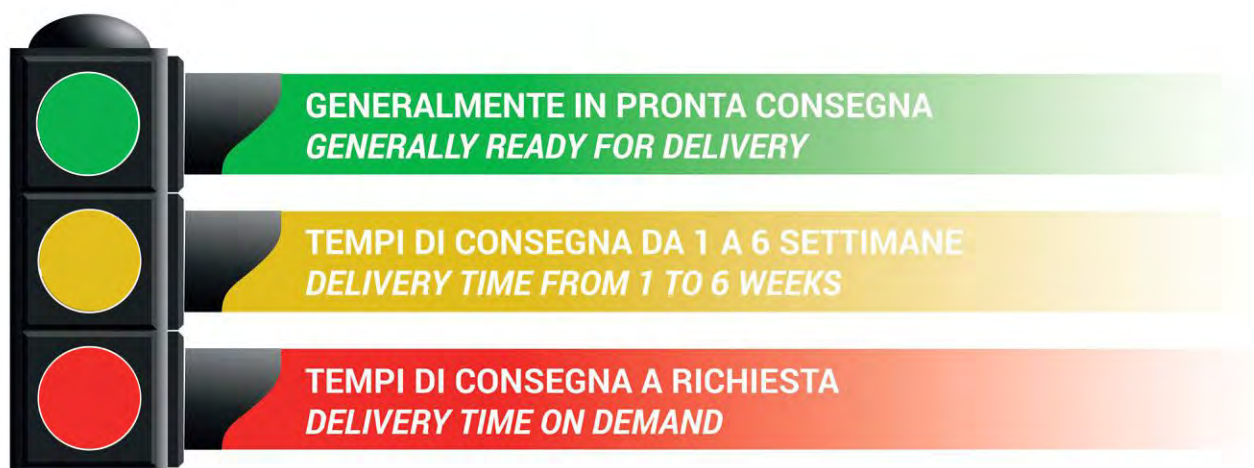 GENERALMENTE IN PRONTA CONSEGNA
GENERALLY READY FOR DELIVERY
TEMPI DI CONSEGNA DA 1 A 6 SETTIMANE
DELIVERY TIME FROM 1 TO 6 WEEKS
TEMPI DI CONSEGNA A RICHIESTA
DELIVERY TIME ON DEMAND